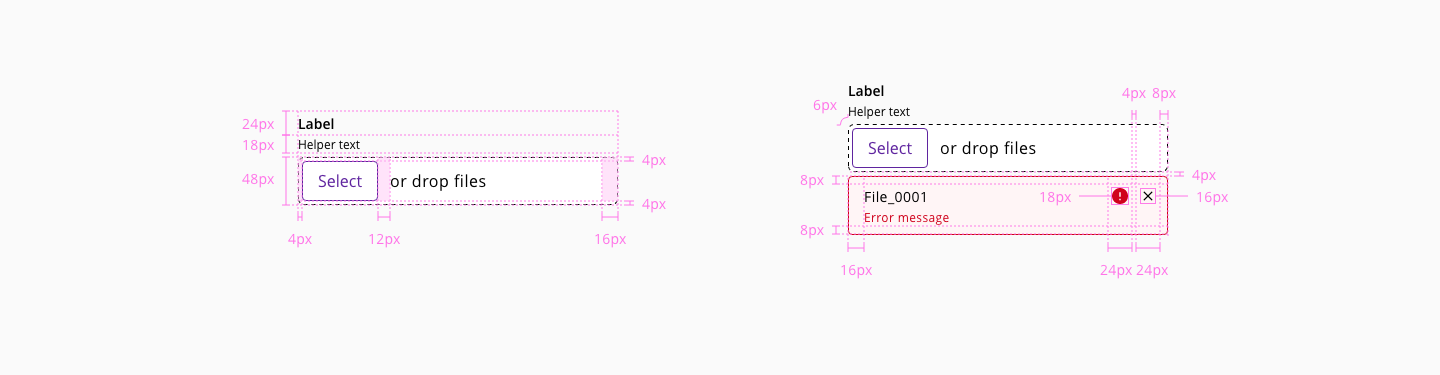 24px
Label
18px
Helper text
48px
Select
or drop files
4px
4px
4px
12px
16px
Label
6px
Helper text
4px
8px
Select
or drop files
8px
4px
File_0001
18px
16px
Error message
8px
16px
24px
24px